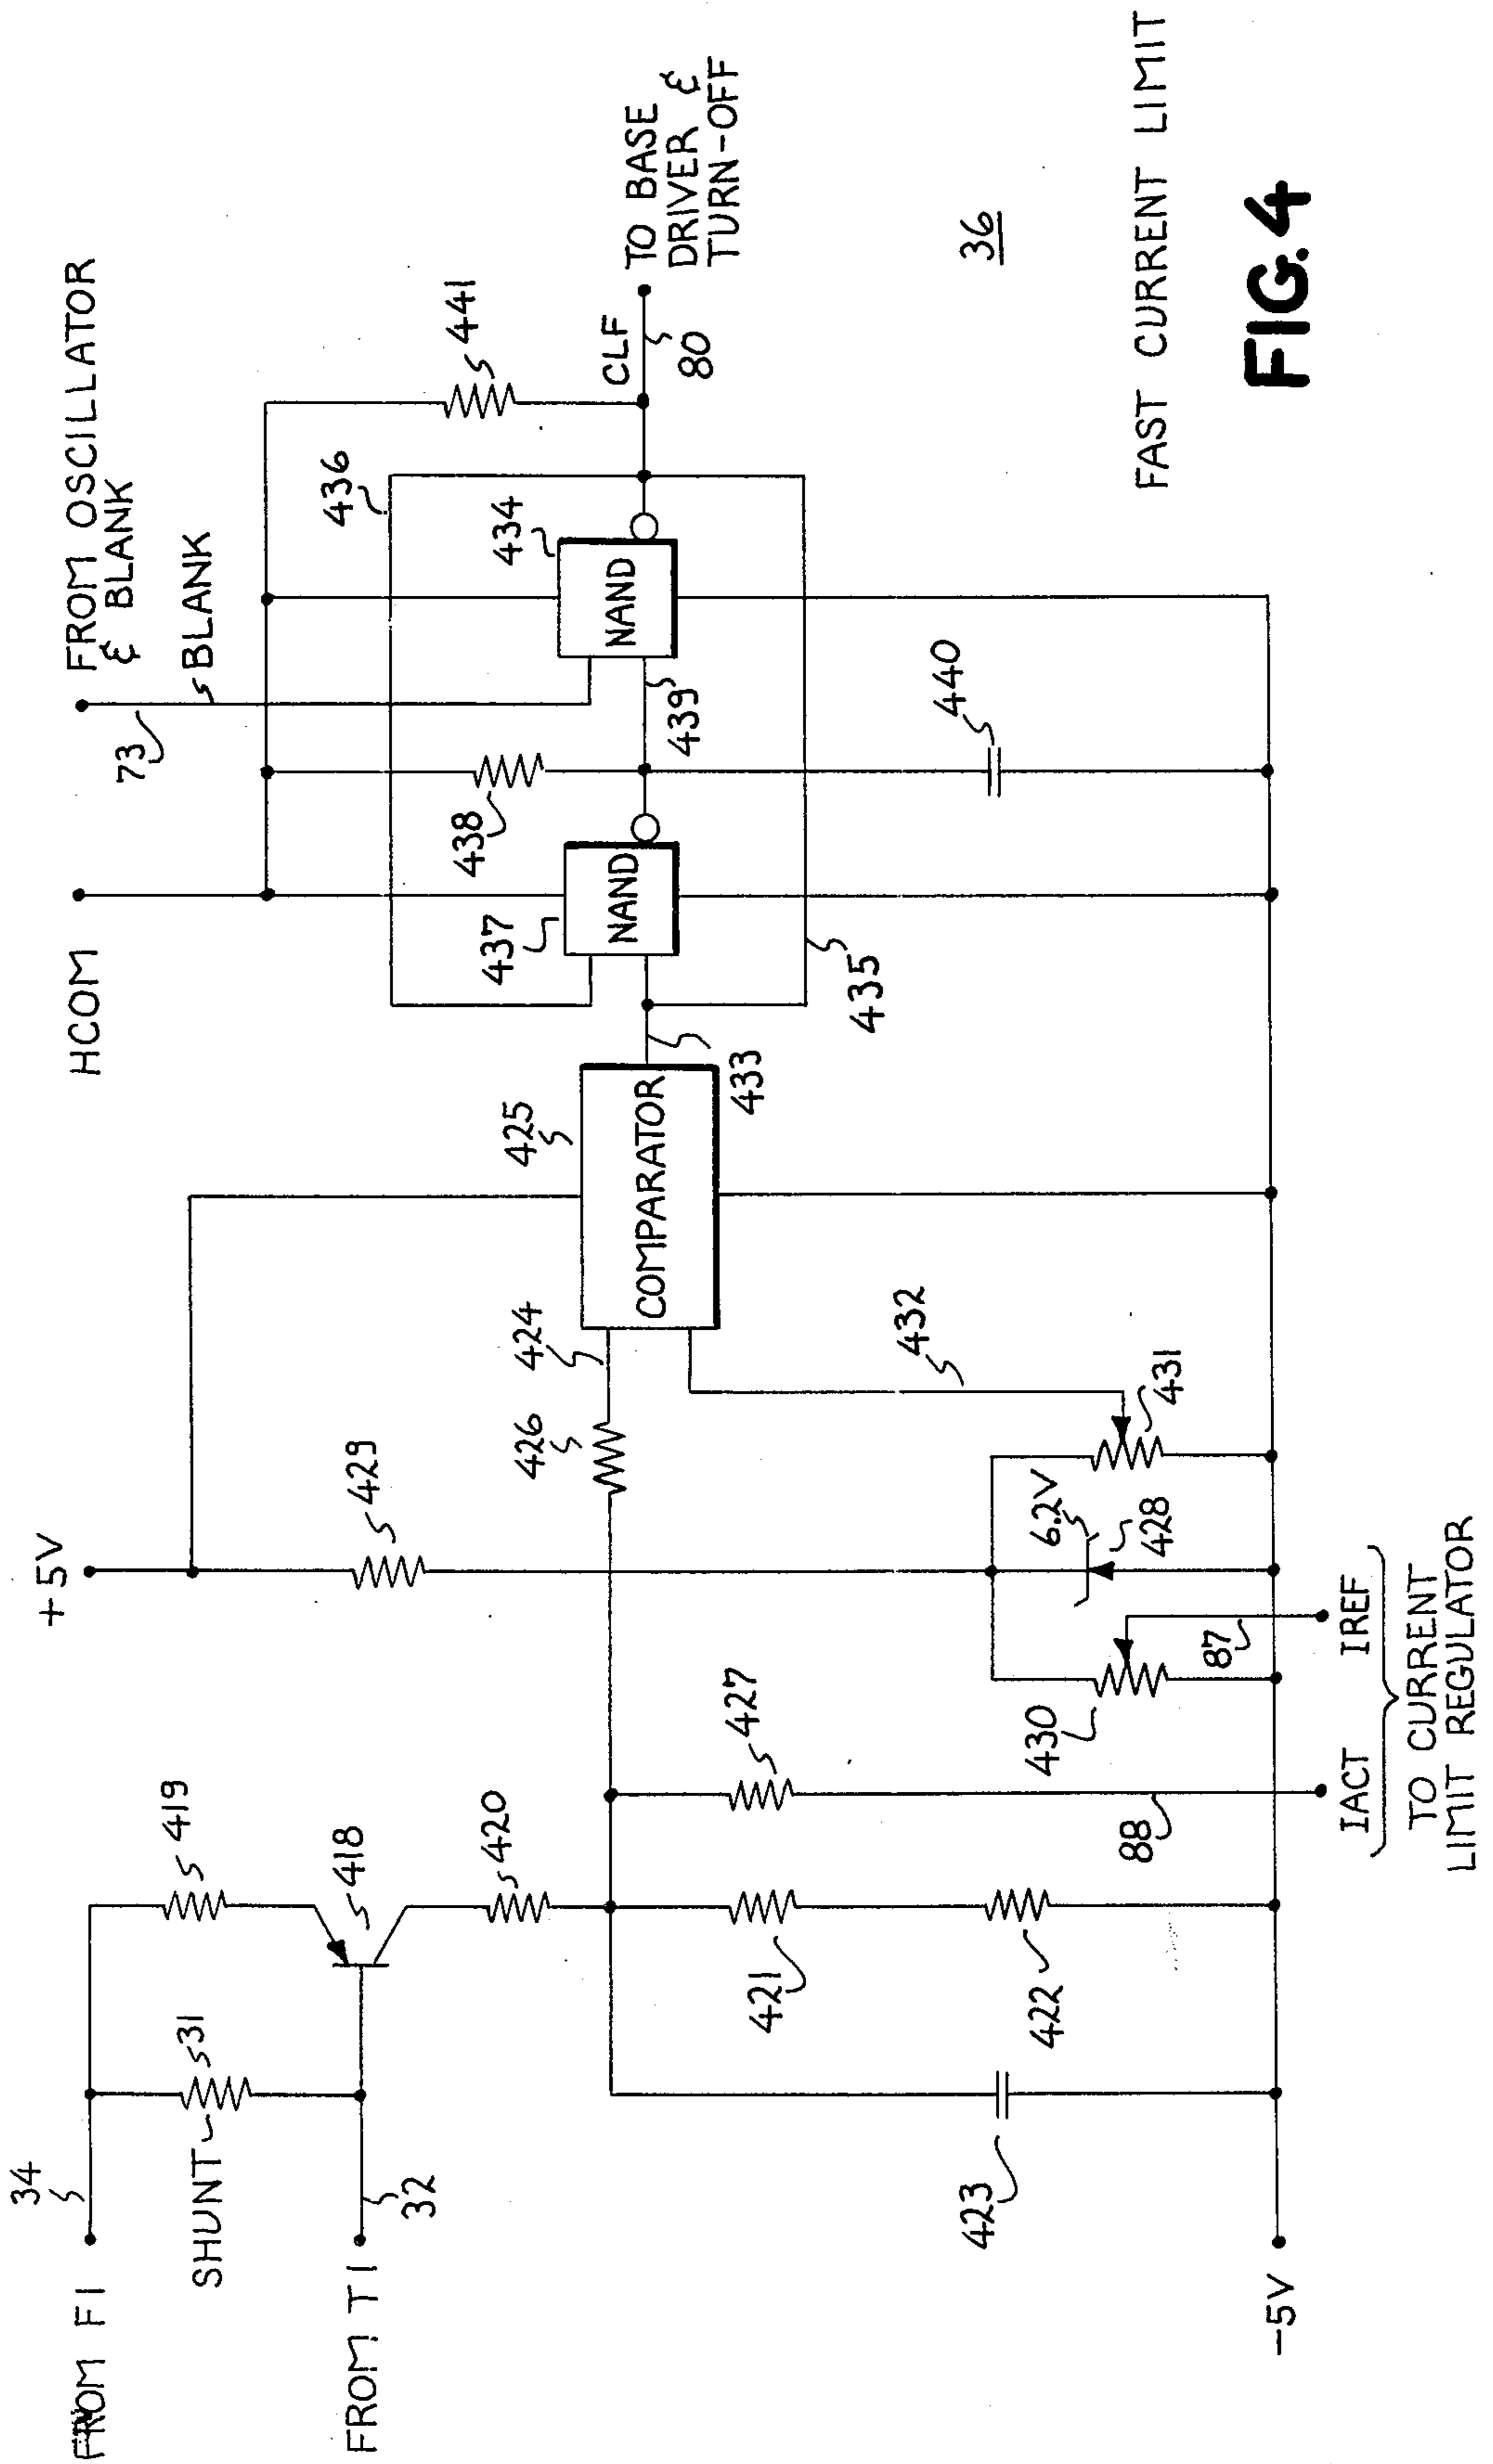 FROM F1
34
SHUNT
31
FROM T1
32
419
418
420
421
422
423
427
88
IACT
IREF
TO CURRENT
LIMIT REGULATOR
+5V
429
426
424
425
COMPARATOR
430
87
6.2V
428
431
432
433
-5V
HCOM
437
NAND
438
439
440
435
73
FROM OSCILLATOR
& BLANK
BLANK
436
434
NAND
441
CLF
80
TO BASE
DRIVER &
TURN-OFF
36
FAST CURRENT LIMIT
FIG. 4